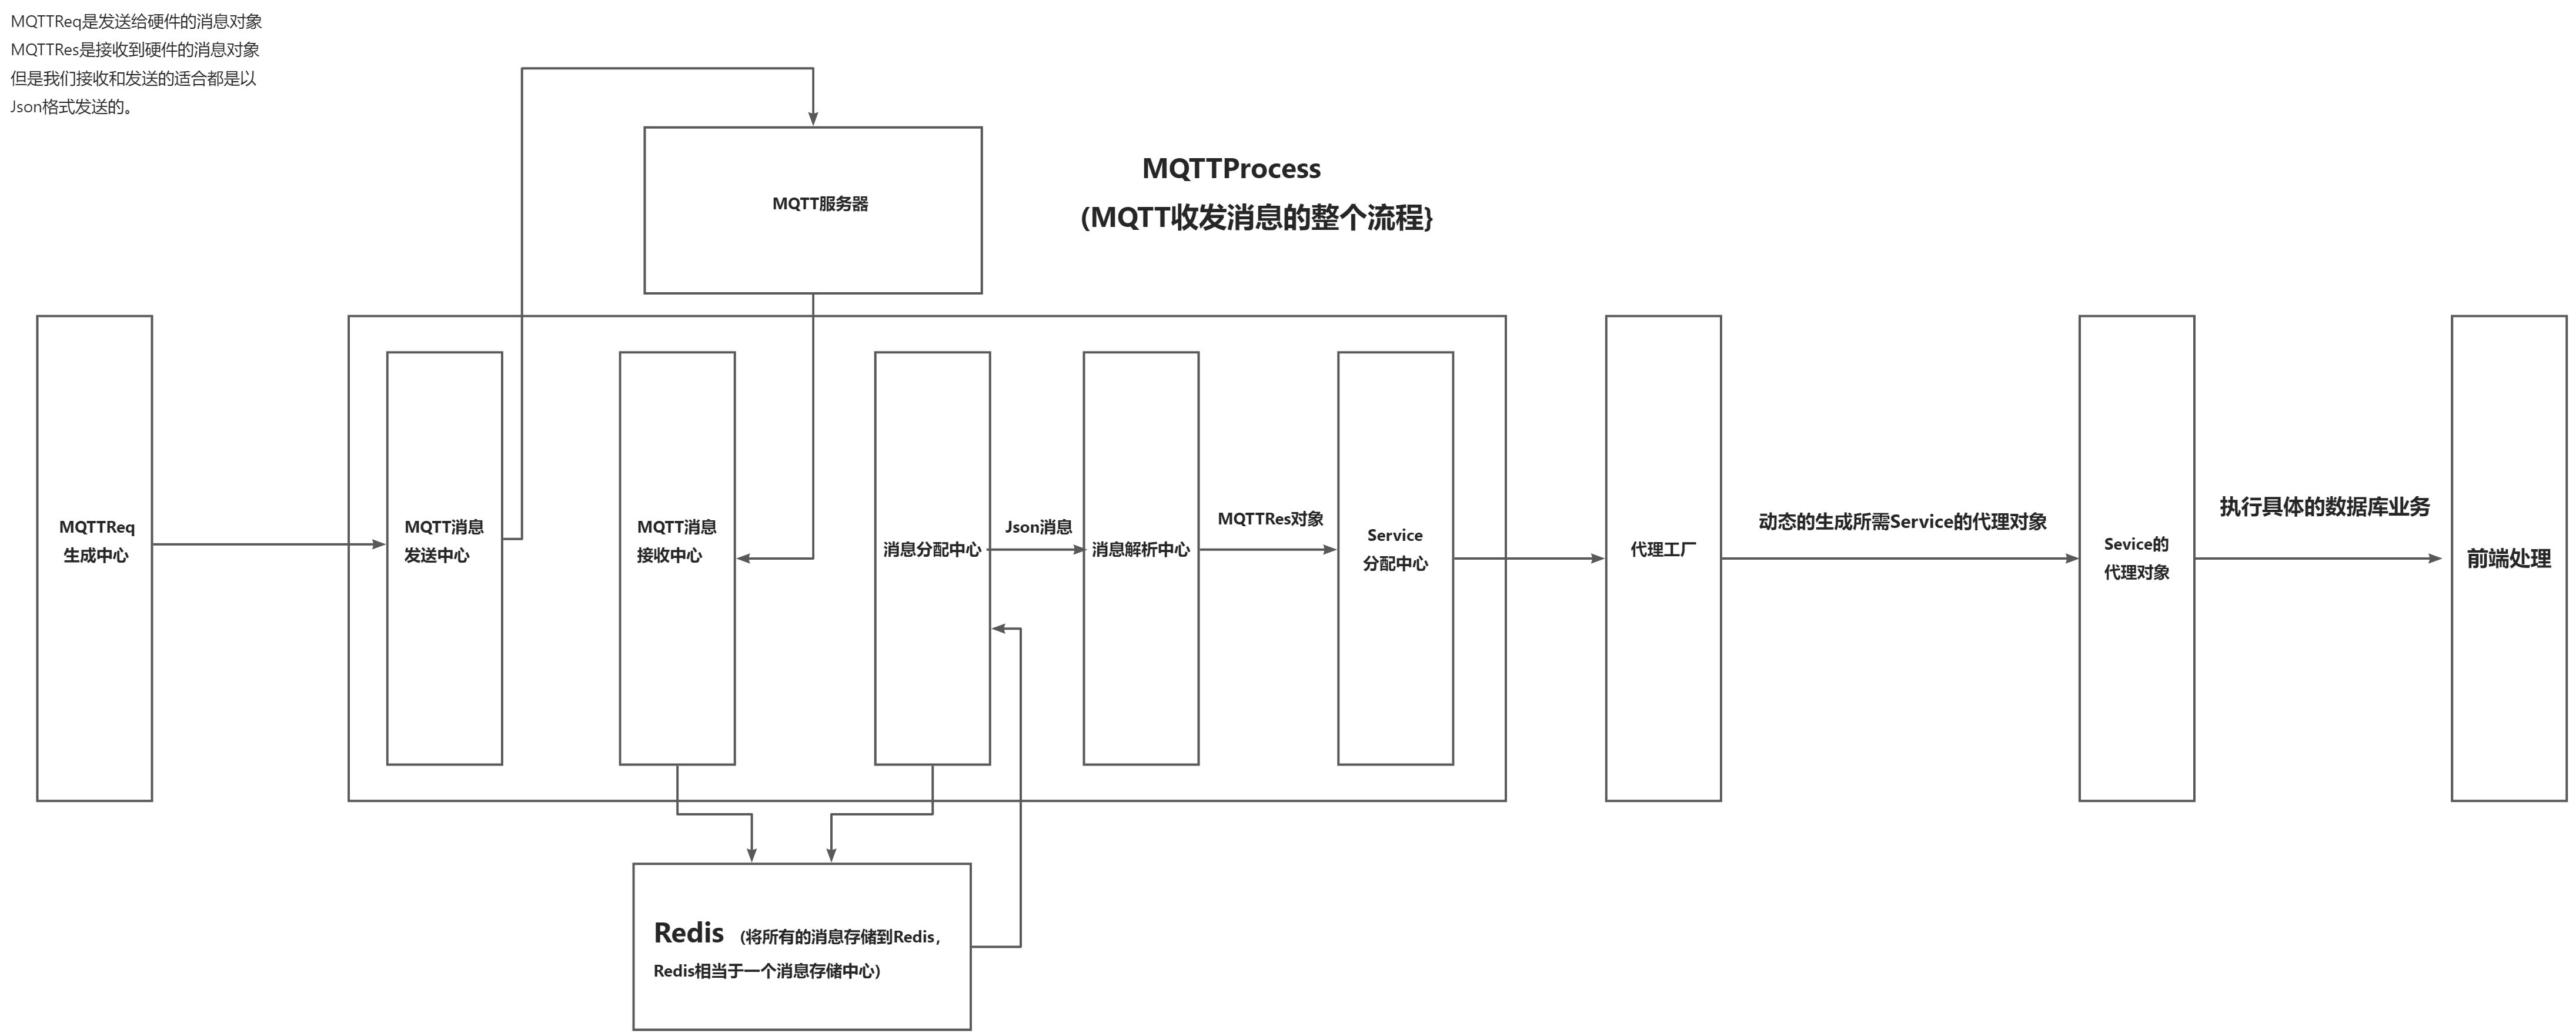 MQTTReq是发送给硬件的消息对象
MQTTRes是接收到硬件的消息对象
但是我们接收和发送的适合都是以
Json格式发送的。
MQTT服务器
MQTTProcess
(MQTT收发消息的整个流程}
MQTTReq
生成中心
MQTT消息
发送中心
MQTT消息
接收中心
消息分配中心
Json消息
消息解析中心
MQTTRes对象
Service
分配中心
代理工厂
动态的生成所需Service的代理对象
Sevice的
代理对象
执行具体的数据库业务
前端处理
Redis (将所有的消息存储到Redis，
Redis相当于一个消息存储中心)